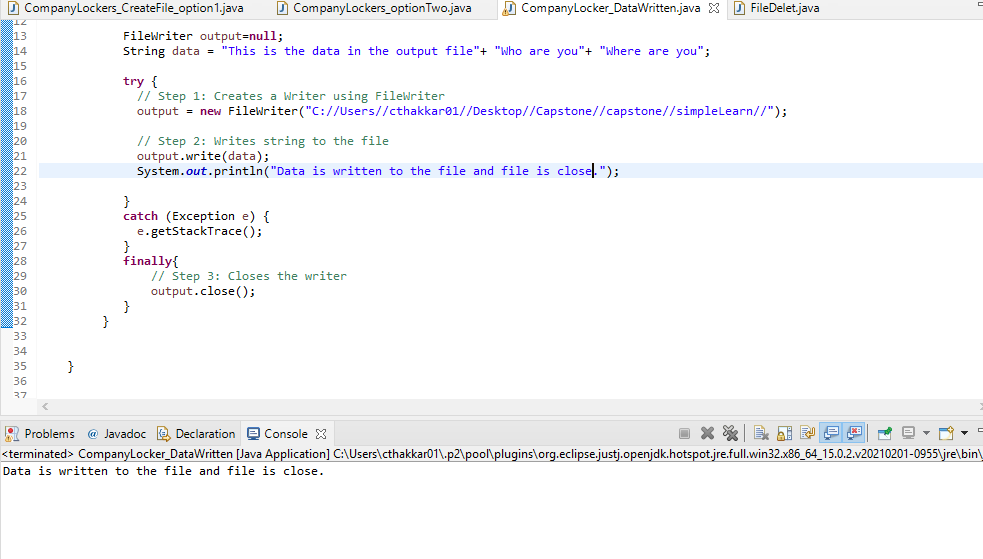 CompanyLockers_CreateFile_option1.java CompanyLockers_optionTwo.java CompanyLocker_DataWritten.java FileDelet.java
12
13 FileWriter output=null;
14 String data = "This is the data in the output file"+ "Who are you"+ "Where are you";
15
16 try {
17 // Step 1: Creates a Writer using FileWriter
18 output = new FileWriter("C://Users//cthakkar01//Desktop//Capstone//capstone//simpleLearn//");
19
20 // Step 2: Writes string to the file
21 output.write(data);
22 System.out.println("Data is written to the file and file is close.");
23
24 }
25 catch (Exception e) {
26 e.getStackTrace();
27 }
28 finally{
29 // Step 3: Closes the writer
30 output.close();
31 }
32 }
33
34
35 }
36
37
Problems @ Javadoc Declaration Console
<terminated> CompanyLocker_DataWritten [Java Application] C:\Users\cthakkar01\.p2\pool\plugins\org.eclipse.justj.openjdk.hotspot.jre.full.win32.x86_64_15.0.2.v20210201-0955\jre\bin\
Data is written to the file and file is close.